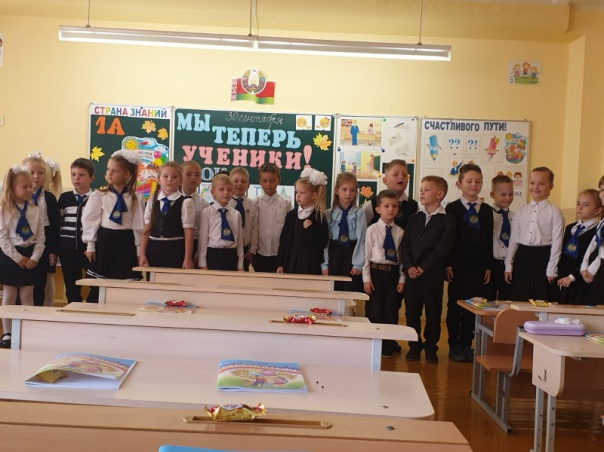 СТРАНА ЗНАНИЙ
1А
30 сентября
МЫ
ТЕПЕРЬ
УЧЕНИКИ!
СЧАСТЛИВОГО ПУТИ!
??
?!